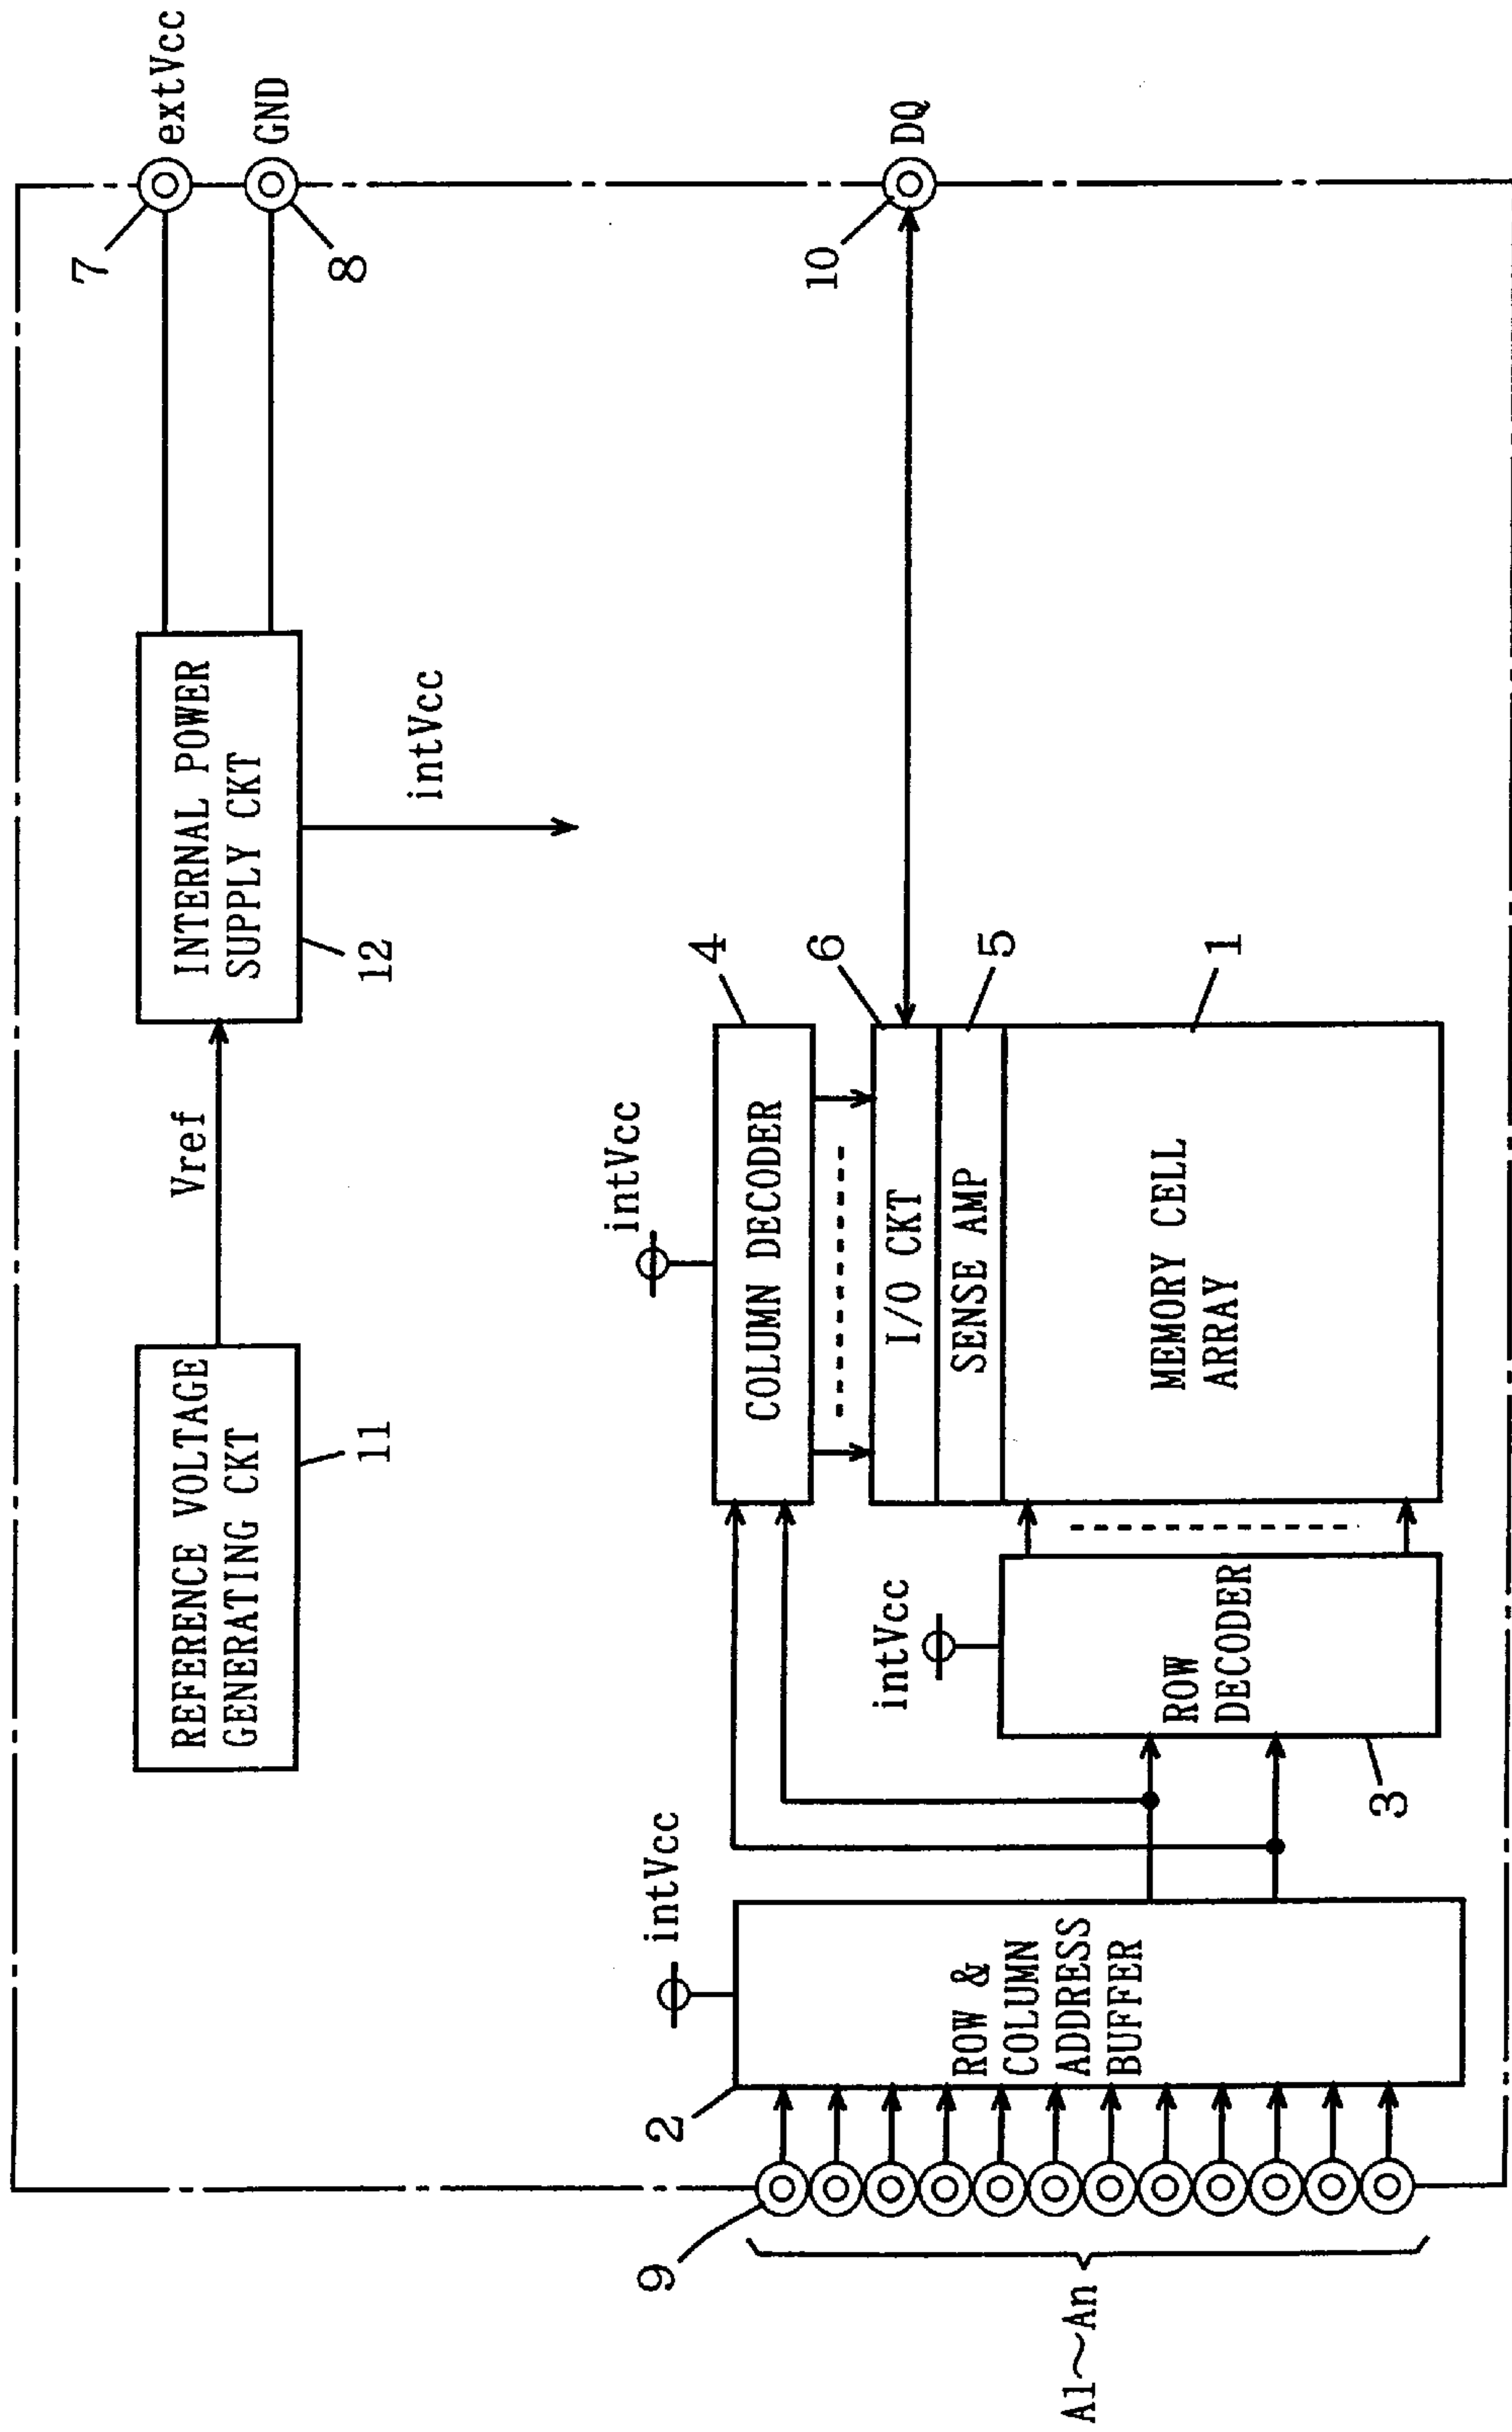 REFERENCE VOLTAGE
GENERATING CKT
11
Vref
INTERNAL POWER
SUPPLY CKT
12
intVcc
7
extVcc
8
GND
intVcc
4
COLUMN DECODER
6
I/O CKT
5
SENSE AMP
1
MEMORY CELL
ARRAY
10
DQ
intVcc
ROW
DECODER
3
intVcc
2
ROW &
COLUMN
ADDRESS
BUFFER
9
A1~An